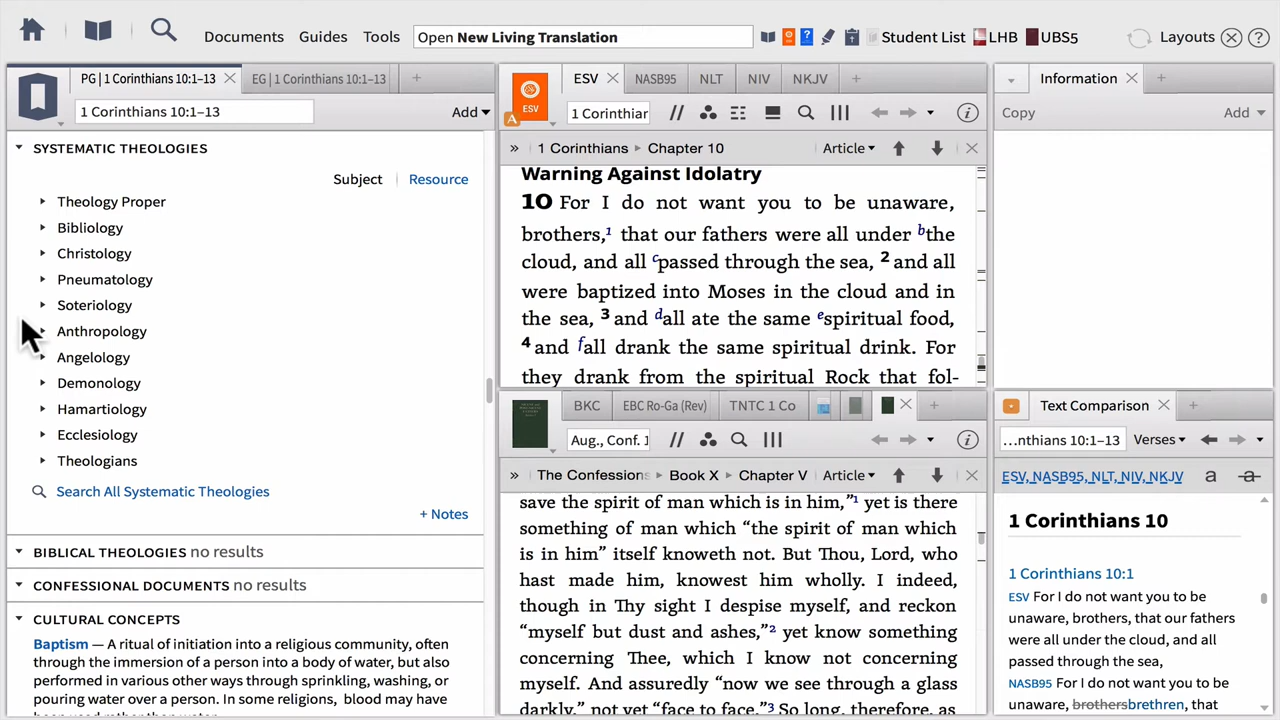 Documents Guides Tools Open New Living Translation Student List LHB UBS5 Layouts
PG | 1 Corinthians 10:1–13 EG | 1 Corinthians 10:1–13
1 Corinthians 10:1–13 Add
SYSTEMATIC THEOLOGIES
Subject Resource
Theology Proper
Bibliology
Christology
Pneumatology
Soteriology
Anthropology
Angelology
Demonology
Hamartiology
Ecclesiology
Theologians
Search All Systematic Theologies
+ Notes
BIBLICAL THEOLOGIES no results
CONFESSIONAL DOCUMENTS no results
CULTURAL CONCEPTS
Baptism — A ritual of initiation into a religious community, often
through the immersion of a person into a body of water, but also
performed in various other ways through sprinkling, washing, or
pouring water over a person. In some religions, blood may have
ESV NASB95 NLT NIV NKJV
ESV
A
1 Corinthiar
» 1 Corinthians Chapter 10 Article
Warning Against Idolatry
10 For I do not want you to be unaware,
brothers,1 that our fathers were all under bthe
cloud, and all cpassed through the sea, 2 and all
were baptized into Moses in the cloud and in
the sea, 3 and dall ate the same espiritual food,
4 and fall drank the same spiritual drink. For
they drank from the spiritual Rock that fol-
BKC EBC Ro-Ga (Rev) TNTC 1 Co
Aug., Conf. 1
» The Confessions Book X Chapter V Article
save the spirit of man which is in him,”1 yet is there
something of man which “the spirit of man which
is in him” itself knoweth not. But Thou, Lord, who
hast made him, knowest him wholly. I indeed,
though in Thy sight I despise myself, and reckon
“myself but dust and ashes,”2 yet know something
concerning Thee, which I know not concerning
myself. And assuredly “now we see through a glass
darkly,” not yet “face to face.”3 So long, therefore, as
Information
Copy Add
Text Comparison
...nthians 10:1–13 Verses
ESV, NASB95, NLT, NIV, NKJV a a
1 Corinthians 10
1 Corinthians 10:1
ESV For I do not want you to be
unaware, brothers, that our fathers
were all under the cloud, and all
passed through the sea,
NASB95 For I do not want you to be
unaware, brothersbrethren, that